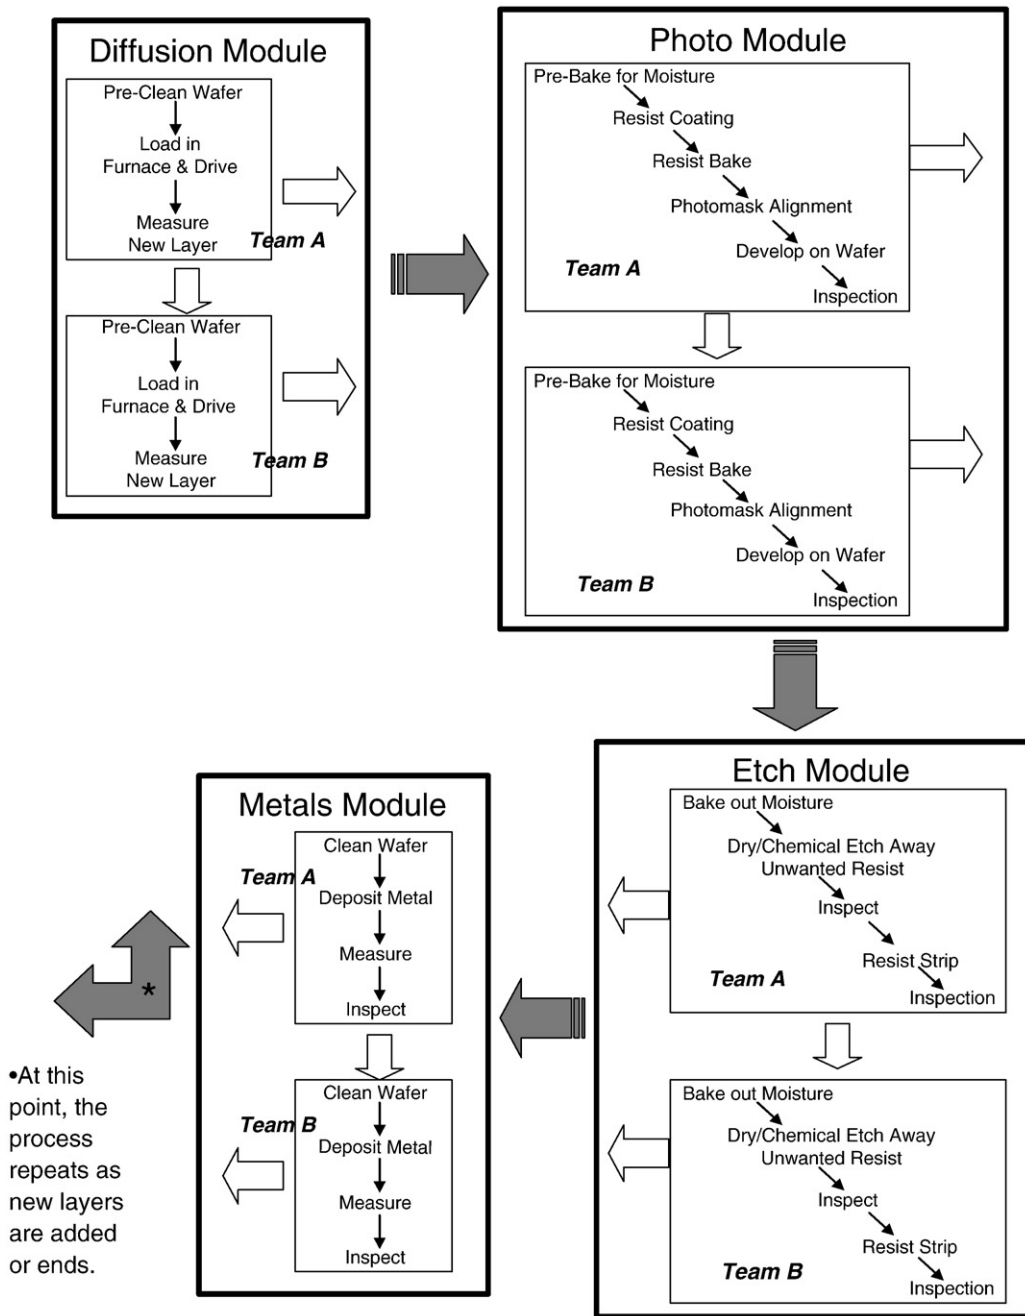 Diffusion Module
Pre-Clean Wafer
Load in
Furnace & Drive
Measure
New Layer
Team A
Pre-Clean Wafer
Load in
Furnace & Drive
Measure
New Layer
Team B
Photo Module
Pre-Bake for Moisture
Resist Coating
Resist Bake
Photomask Alignment
Develop on Wafer
Team A
Inspection
Pre-Bake for Moisture
Resist Coating
Resist Bake
Photomask Alignment
Develop on Wafer
Team B
Inspection
Etch Module
Bake out Moisture
Dry/Chemical Etch Away
Unwanted Resist
Inspect
Resist Strip
Team A
Inspection
Bake out Moisture
Dry/Chemical Etch Away
Unwanted Resist
Inspect
Resist Strip
Team B
Inspection
Metals Module
Clean Wafer
Team A
Deposit Metal
Measure
Inspect
Clean Wafer
Team B
Deposit Metal
Measure
Inspect
*
•At this
point, the
process
repeats as
new layers
are added
or ends.